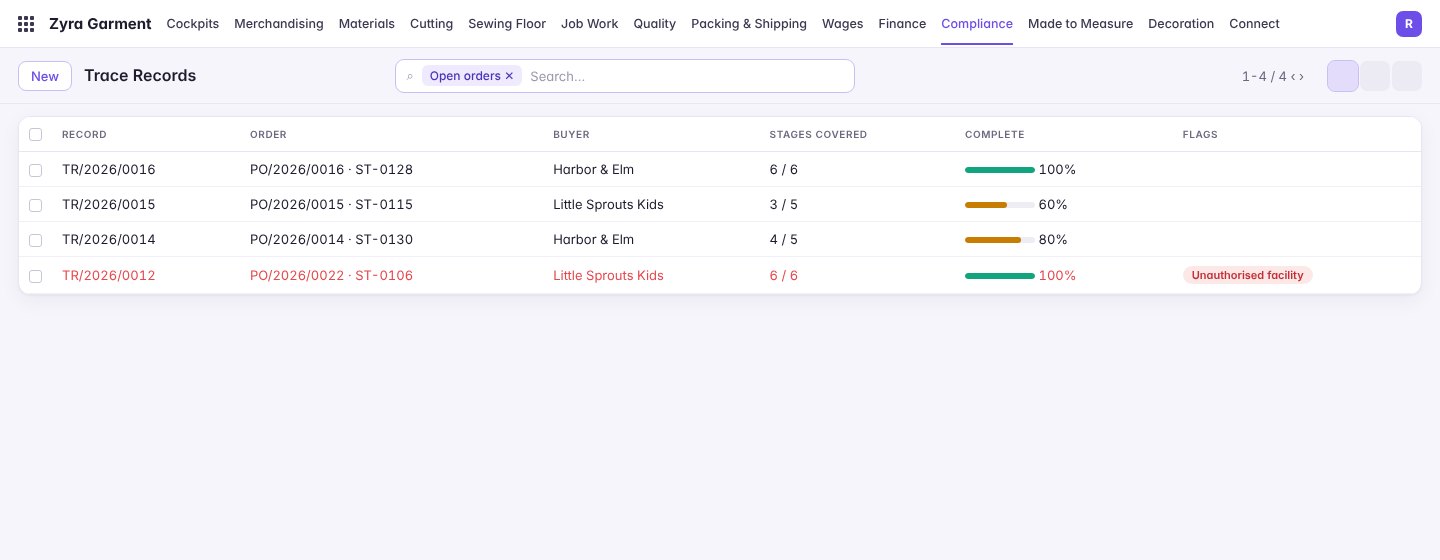 Zyra Garment Cockpits Merchandising Materials Cutting Sewing Floor Job Work Quality Packing & Shipping Wages Finance Compliance Made to Measure Decoration Connect R
New Trace Records Open orders ✕ Search... 1-4 / 4 ‹ ›
RECORD ORDER BUYER STAGES COVERED COMPLETE FLAGS
TR/2026/0016 PO/2026/0016 · ST-0128 Harbor & Elm 6 / 6 100%
TR/2026/0015 PO/2026/0015 · ST-0115 Little Sprouts Kids 3 / 5 60%
TR/2026/0014 PO/2026/0014 · ST-0130 Harbor & Elm 4 / 5 80%
TR/2026/0012 PO/2026/0022 · ST-0106 Little Sprouts Kids 6 / 6 100% Unauthorised facility